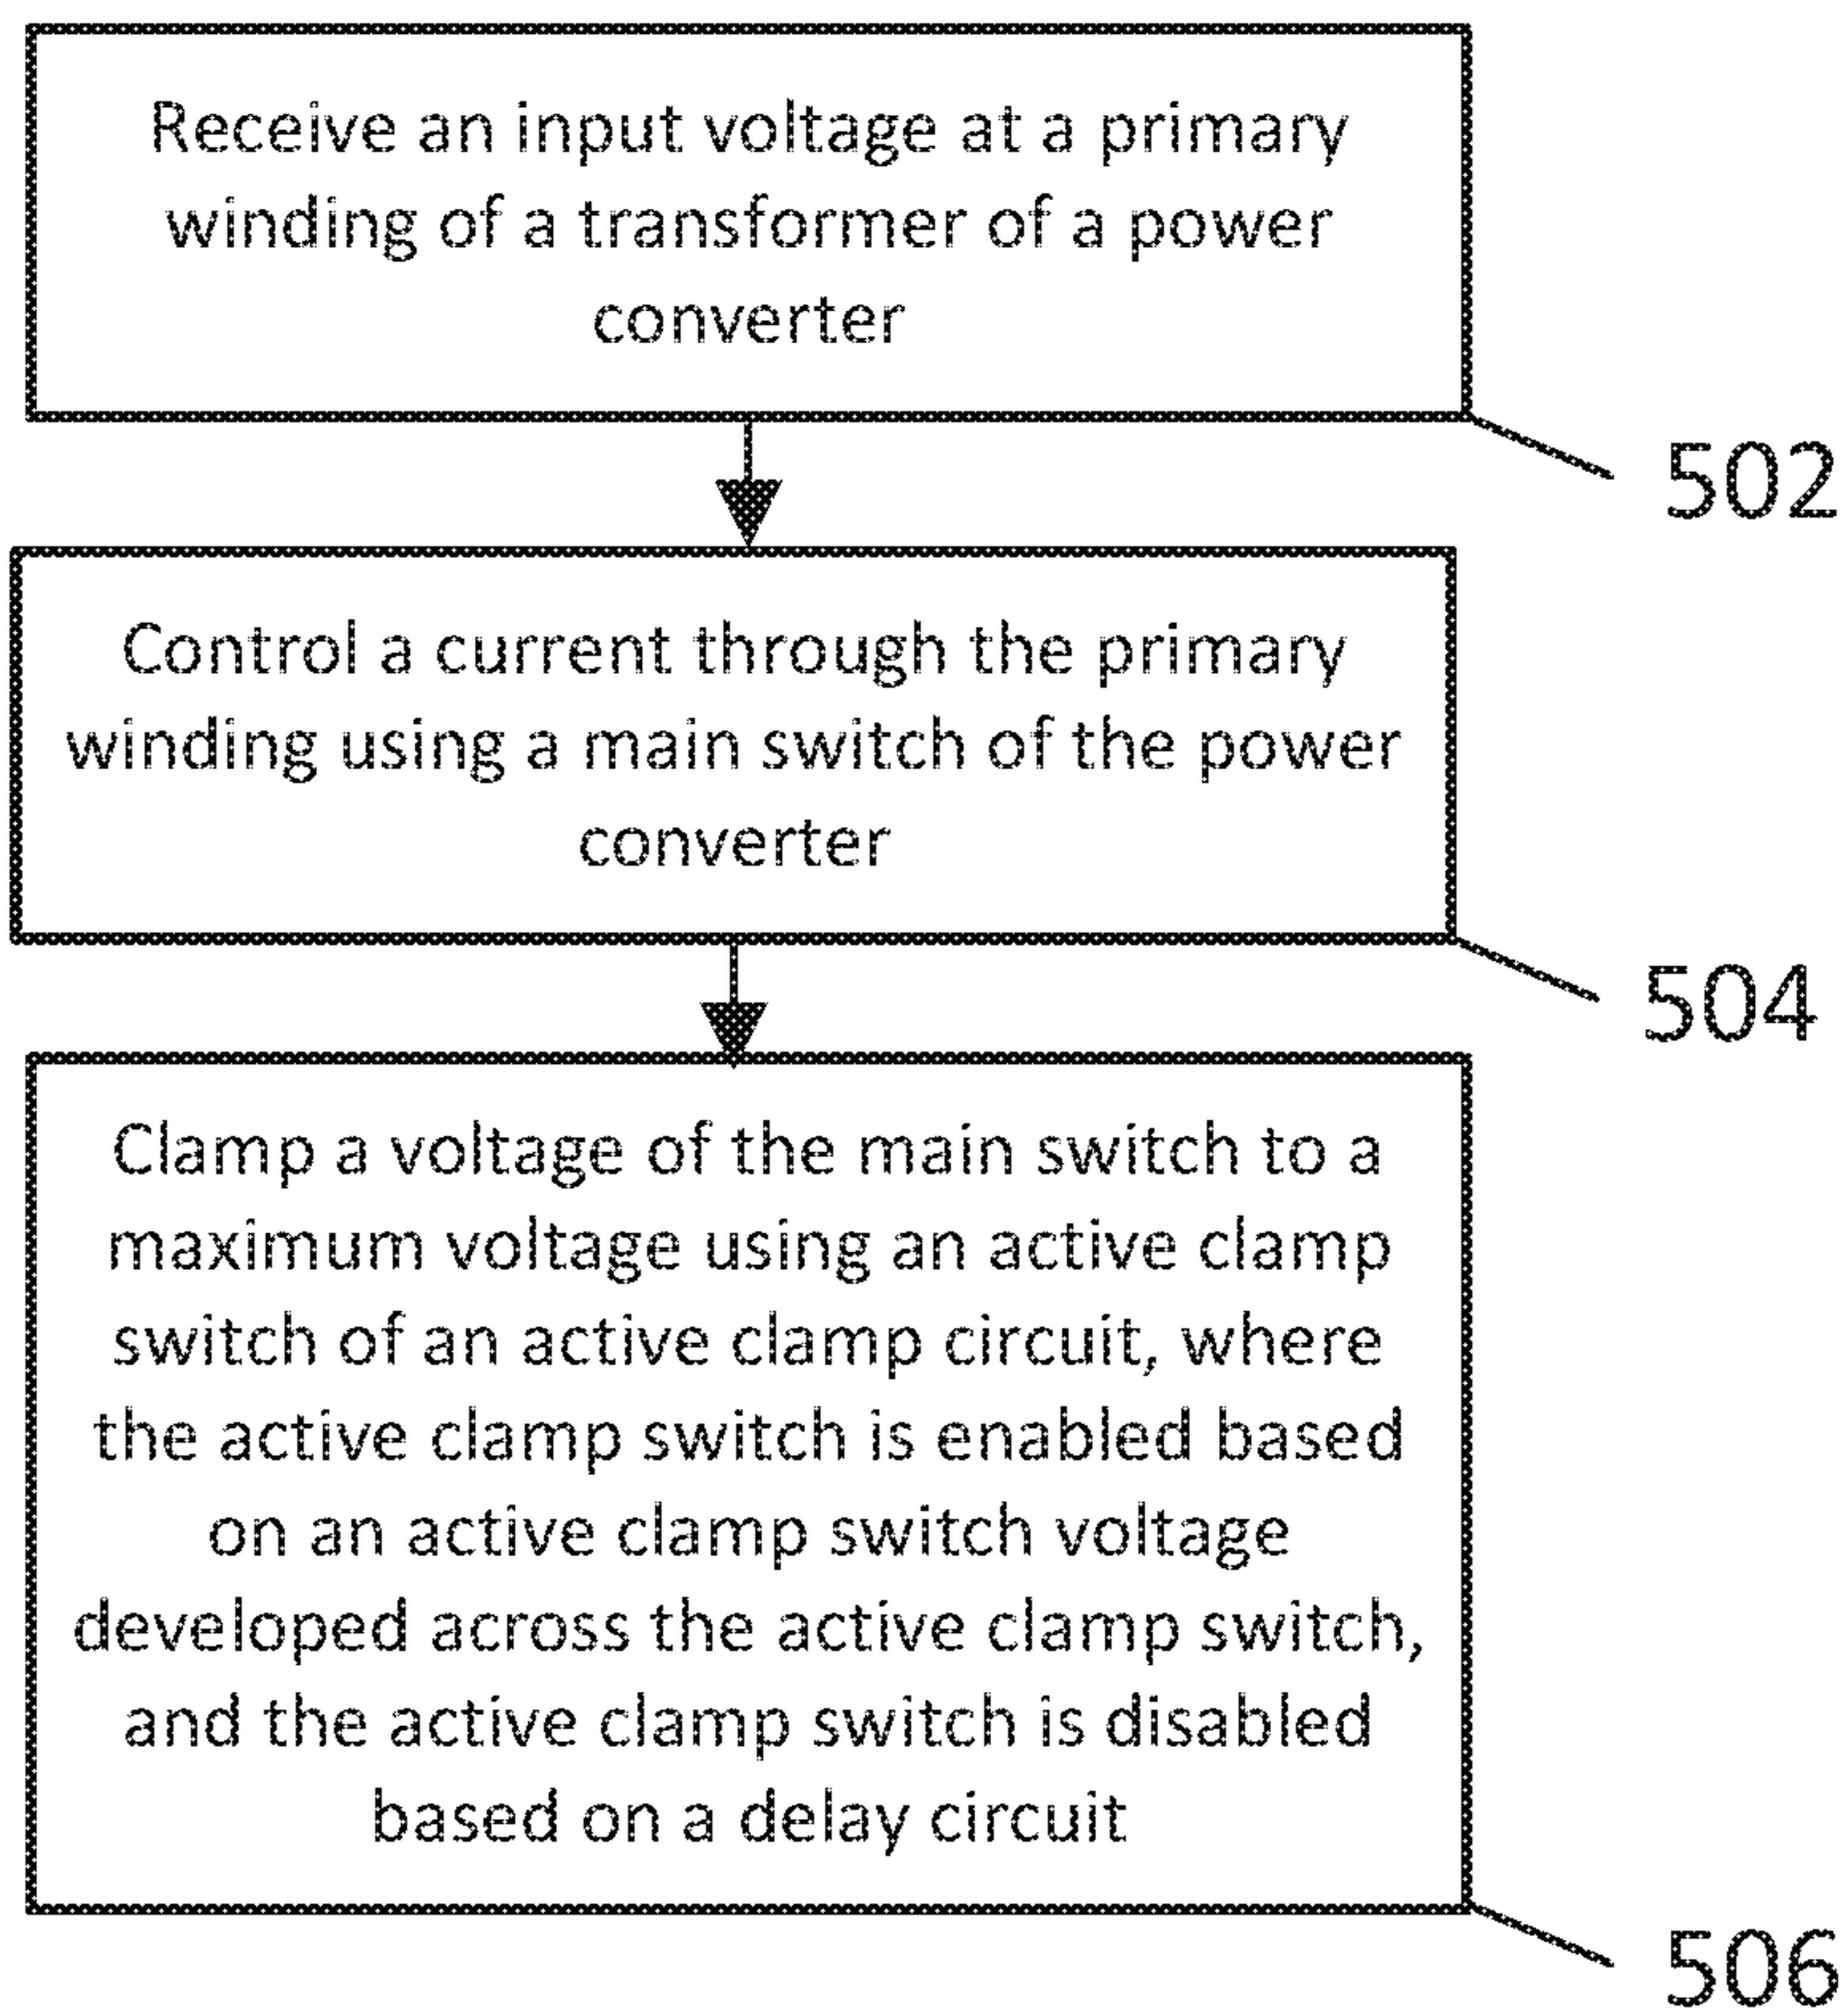 Receive an input voltage at a primary
winding of a transformer of a power
converter
502
Control a current through the primary
winding using a main switch of the power
converter
504
Clamp a voltage of the main switch to a
maximum voltage using an active clamp
switch of an active clamp circuit, where
the active clamp switch is enabled based
on an active clamp switch voltage
developed across the active clamp switch,
and the active clamp switch is disabled
based on a delay circuit
506